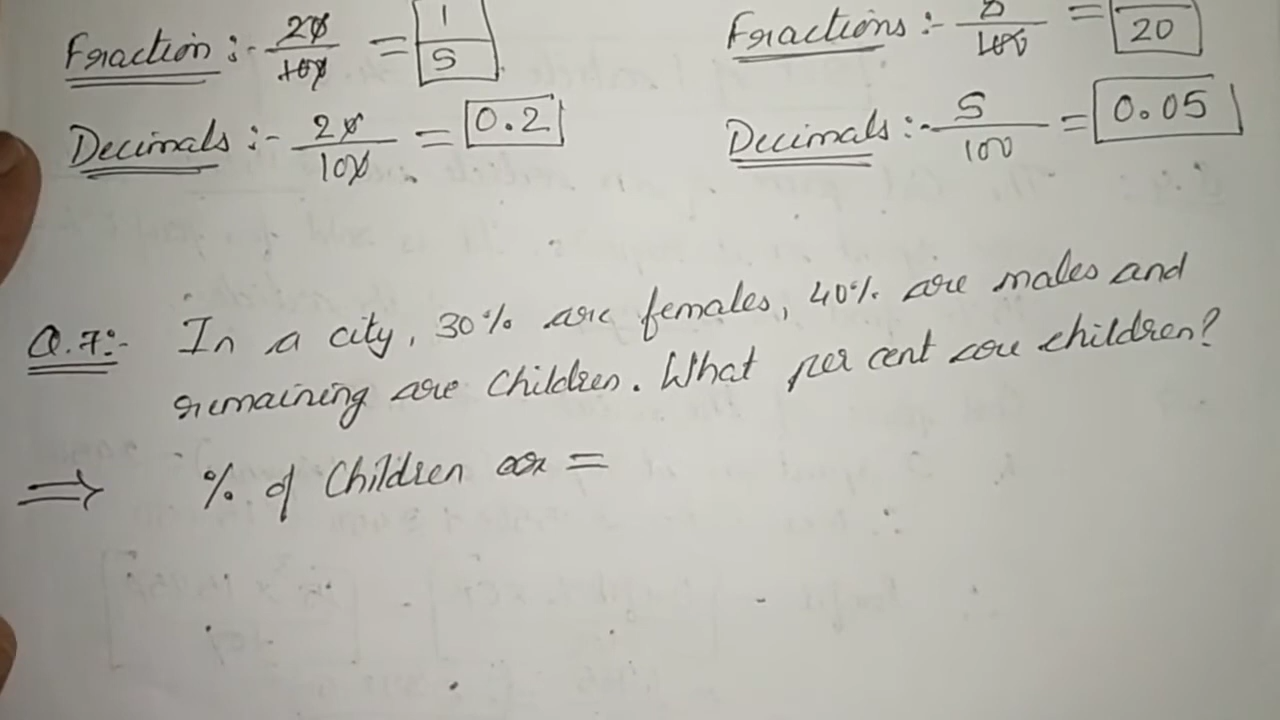 Fraction :- 20/100 = 1/5
Decimals :- 20/100 = 0.2
Fractions :- 5/100 = 1/20
Decimals :- 5/100 = 0.05
Q.7:- In a city, 30% are females, 40% are males and
remaining are Children. What per cent are children?
⇒ % of Children are =